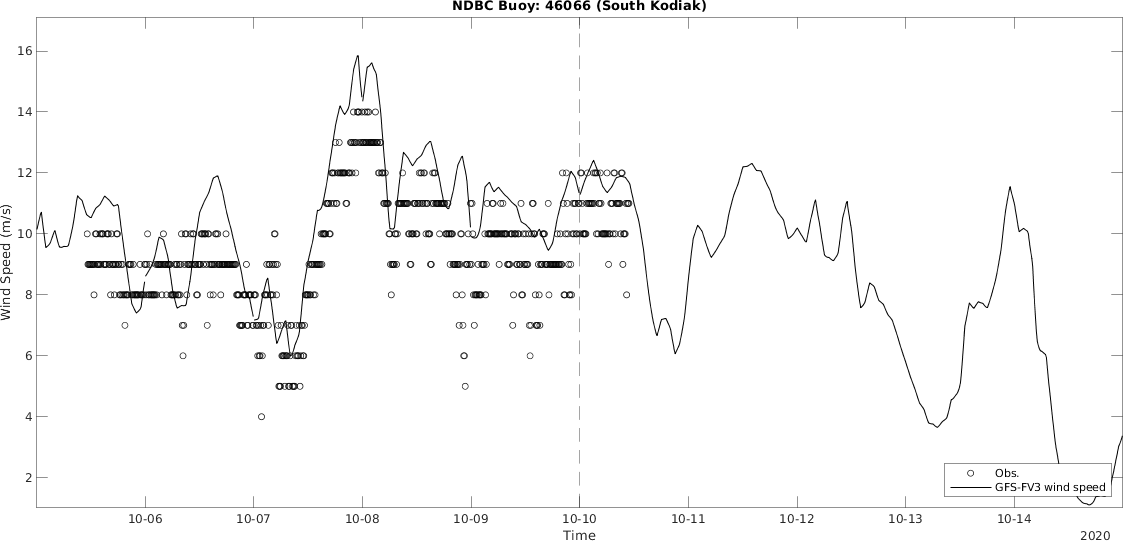 NDBC Buoy: 46066 (South Kodiak)
Wind Speed (m/s)
16
14
12
10
8
6
4
2
10-06 10-07 10-08 10-09 10-10 10-11 10-12 10-13 10-14
Time
2020
Obs.
GFS-FV3 wind speed